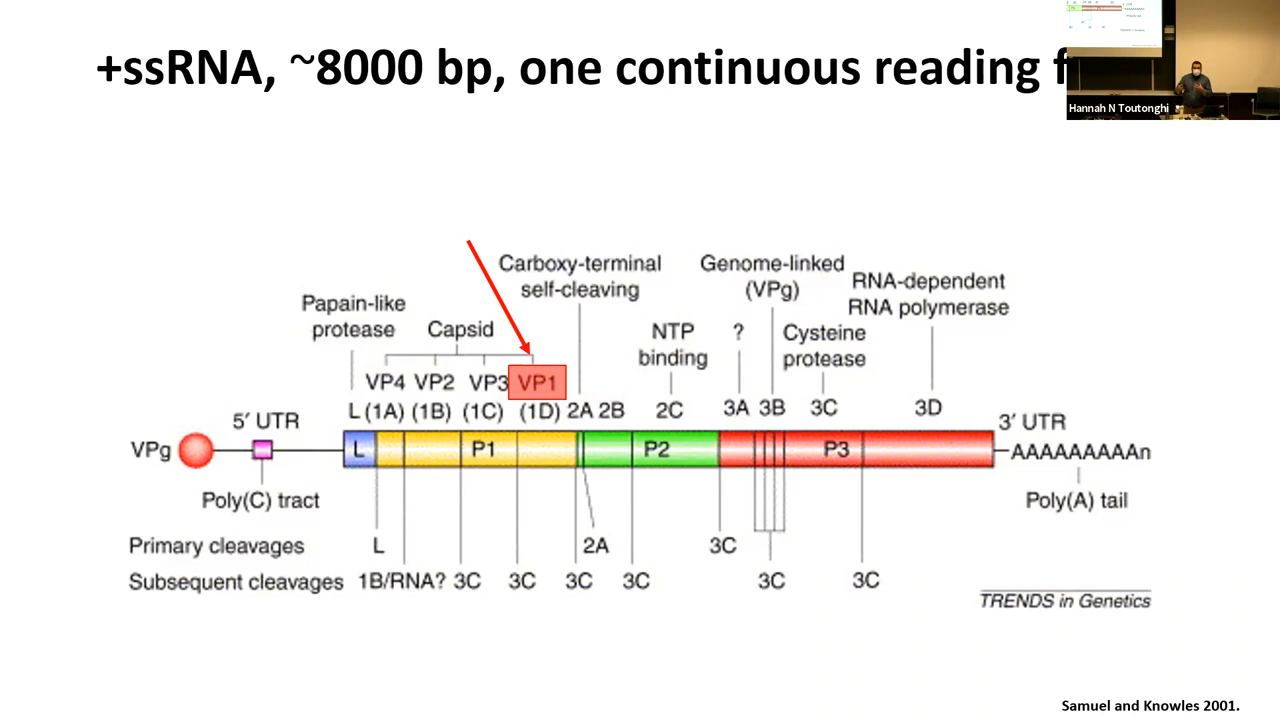 +ssRNA, ~8000 bp, one continuous reading
Hannah N Toutonghi
Carboxy-terminal
self-cleaving
Genome-linked
(VPg)
RNA-dependent
RNA polymerase
Papain-like
protease
Capsid
NTP
binding
?
Cysteine
protease
VP4 VP2 VP3 VP1
L (1A) (1B) (1C) (1D) 2A 2B 2C 3A 3B 3C 3D
5′ UTR
3′ UTR
VPg
L P1 P2 P3
AAAAAAAAAn
Poly(C) tract
Poly(A) tail
Primary cleavages L 2A 3C
Subsequent cleavages 1B/RNA? 3C 3C 3C 3C 3C 3C
TRENDS in Genetics
Samuel and Knowles 2001.